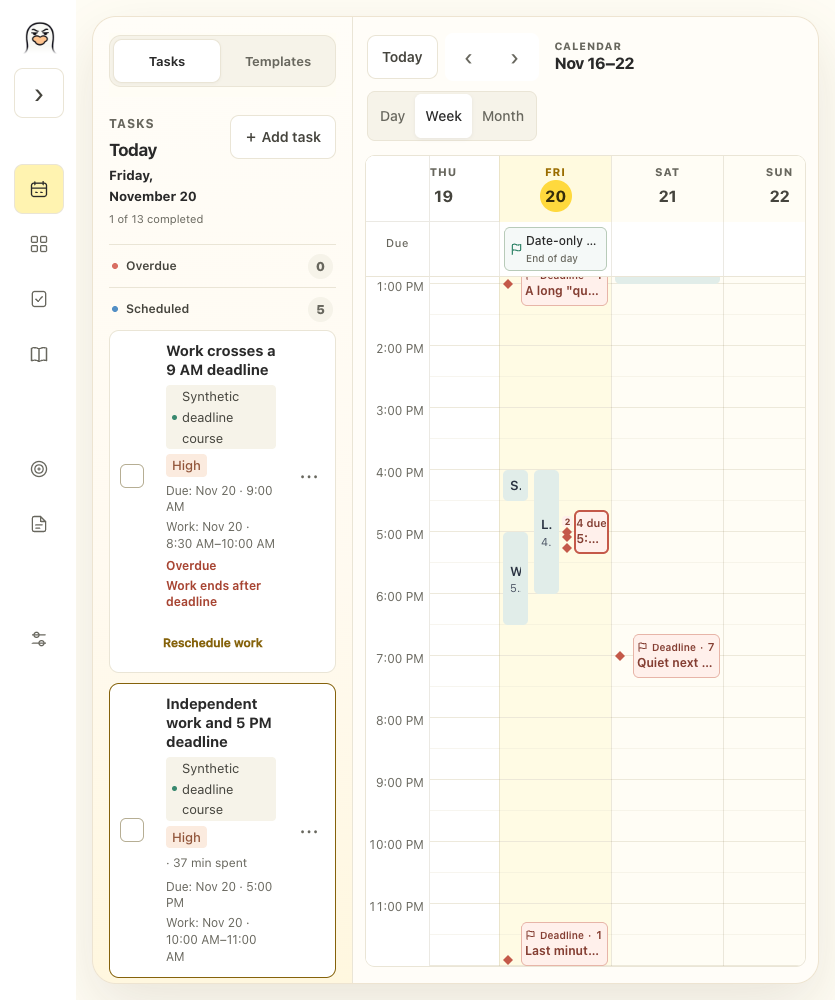 Tasks
Templates
TASKS
Today
Friday,
November 20
1 of 13 completed
+ Add task
Overdue
0
Scheduled
5
Work crosses a
9 AM deadline
Synthetic
deadline
course
High
Due: Nov 20 · 9:00
AM
Work: Nov 20 ·
8:30 AM–10:00 AM
Overdue
Work ends after
deadline
Reschedule work
Independent
work and 5 PM
deadline
Synthetic
deadline
course
High
· 37 min spent
Due: Nov 20 · 5:00
PM
Work: Nov 20 ·
10:00 AM–11:00
AM
Today
CALENDAR
Nov 16–22
Day
Week
Month
THU
19
FRI
20
SAT
21
SUN
22
Due
Date-only ...
End of day
1:00 PM
A long "qu...
2:00 PM
3:00 PM
4:00 PM
S.
L.
4.
2
4 due
5:...
5:00 PM
W
5.
6:00 PM
Deadline · 7
Quiet next ...
7:00 PM
8:00 PM
9:00 PM
10:00 PM
11:00 PM
Deadline · 1
Last minut...